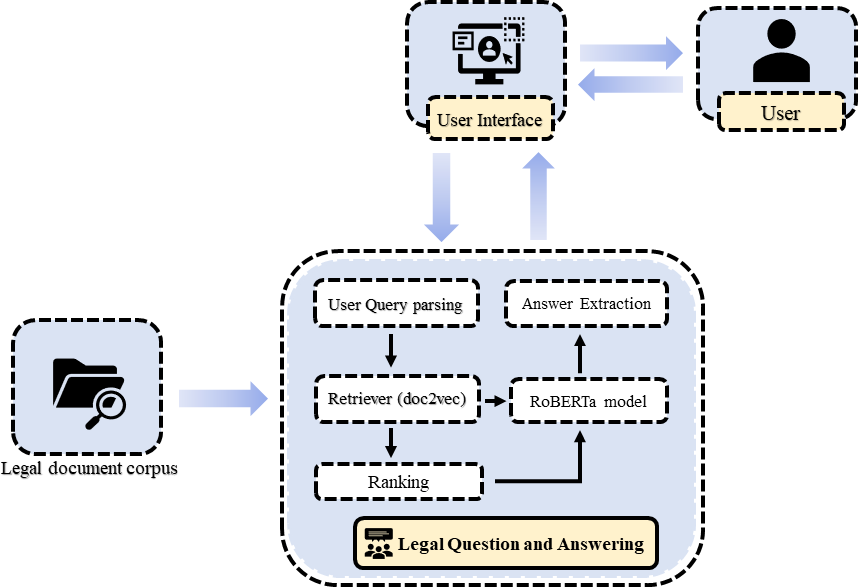 User Interface
User
User Query parsing
Answer Extraction
Retriever (doc2vec)
RoBERTa model
Legal document corpus
Ranking
Legal Question and Answering